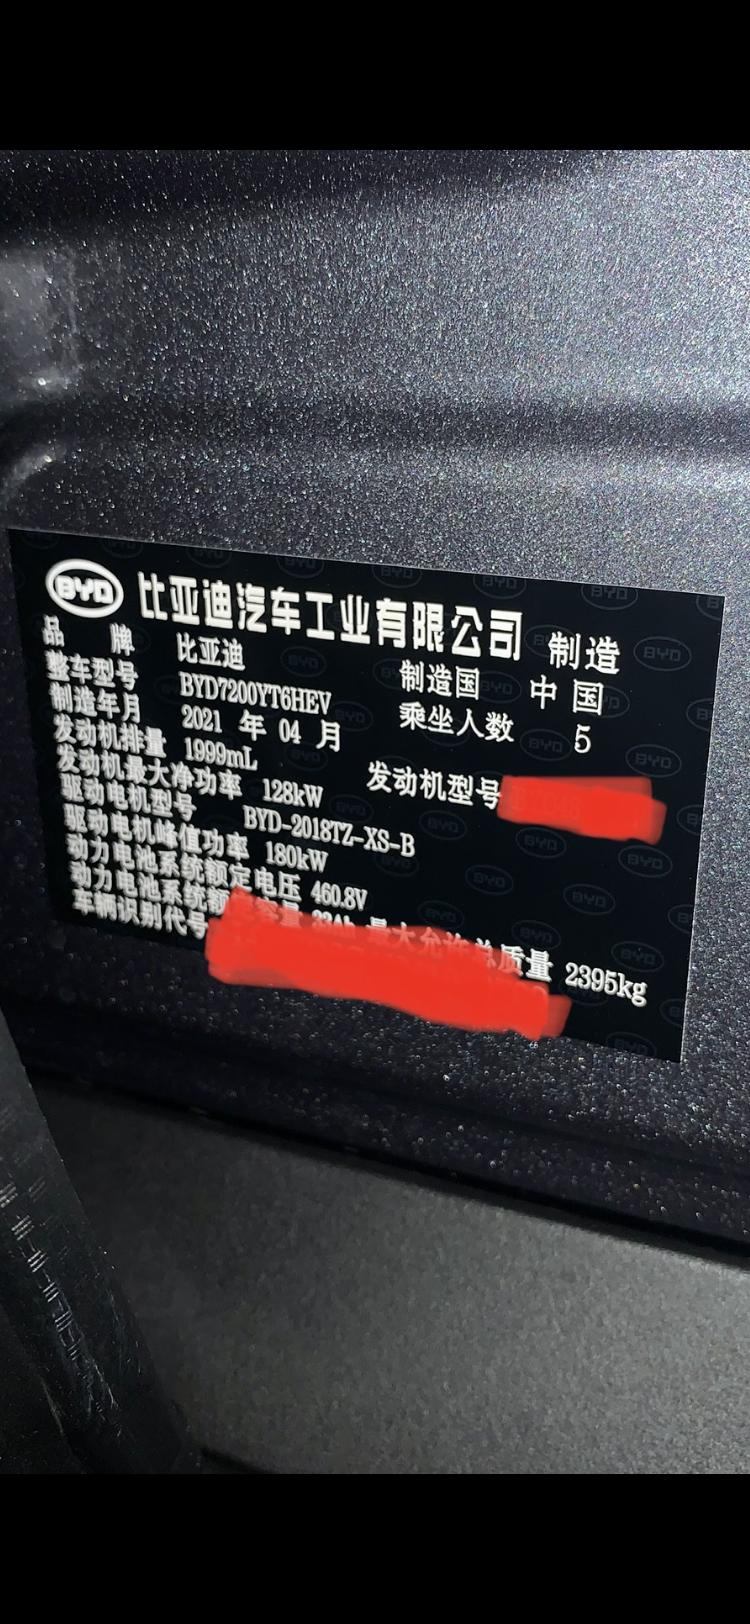 BYD 比亚迪汽车工业有限公司 制造
品 牌 比亚迪 制造国 中国
整车型号 BYD7200YT6HEV 乘坐人数 5
制造年月 2021 年 04 月
发动机排量 1999mL 发动机型号
发动机最大净功率 128kW
驱动电机型号 BYD-2018TZ-XS-B
驱动电机峰值功率 180kW
动力电池系统额定电压 460.8V
动力电池系统额定容量 33Ah 最大允许总质量 2395kg
车辆识别代号